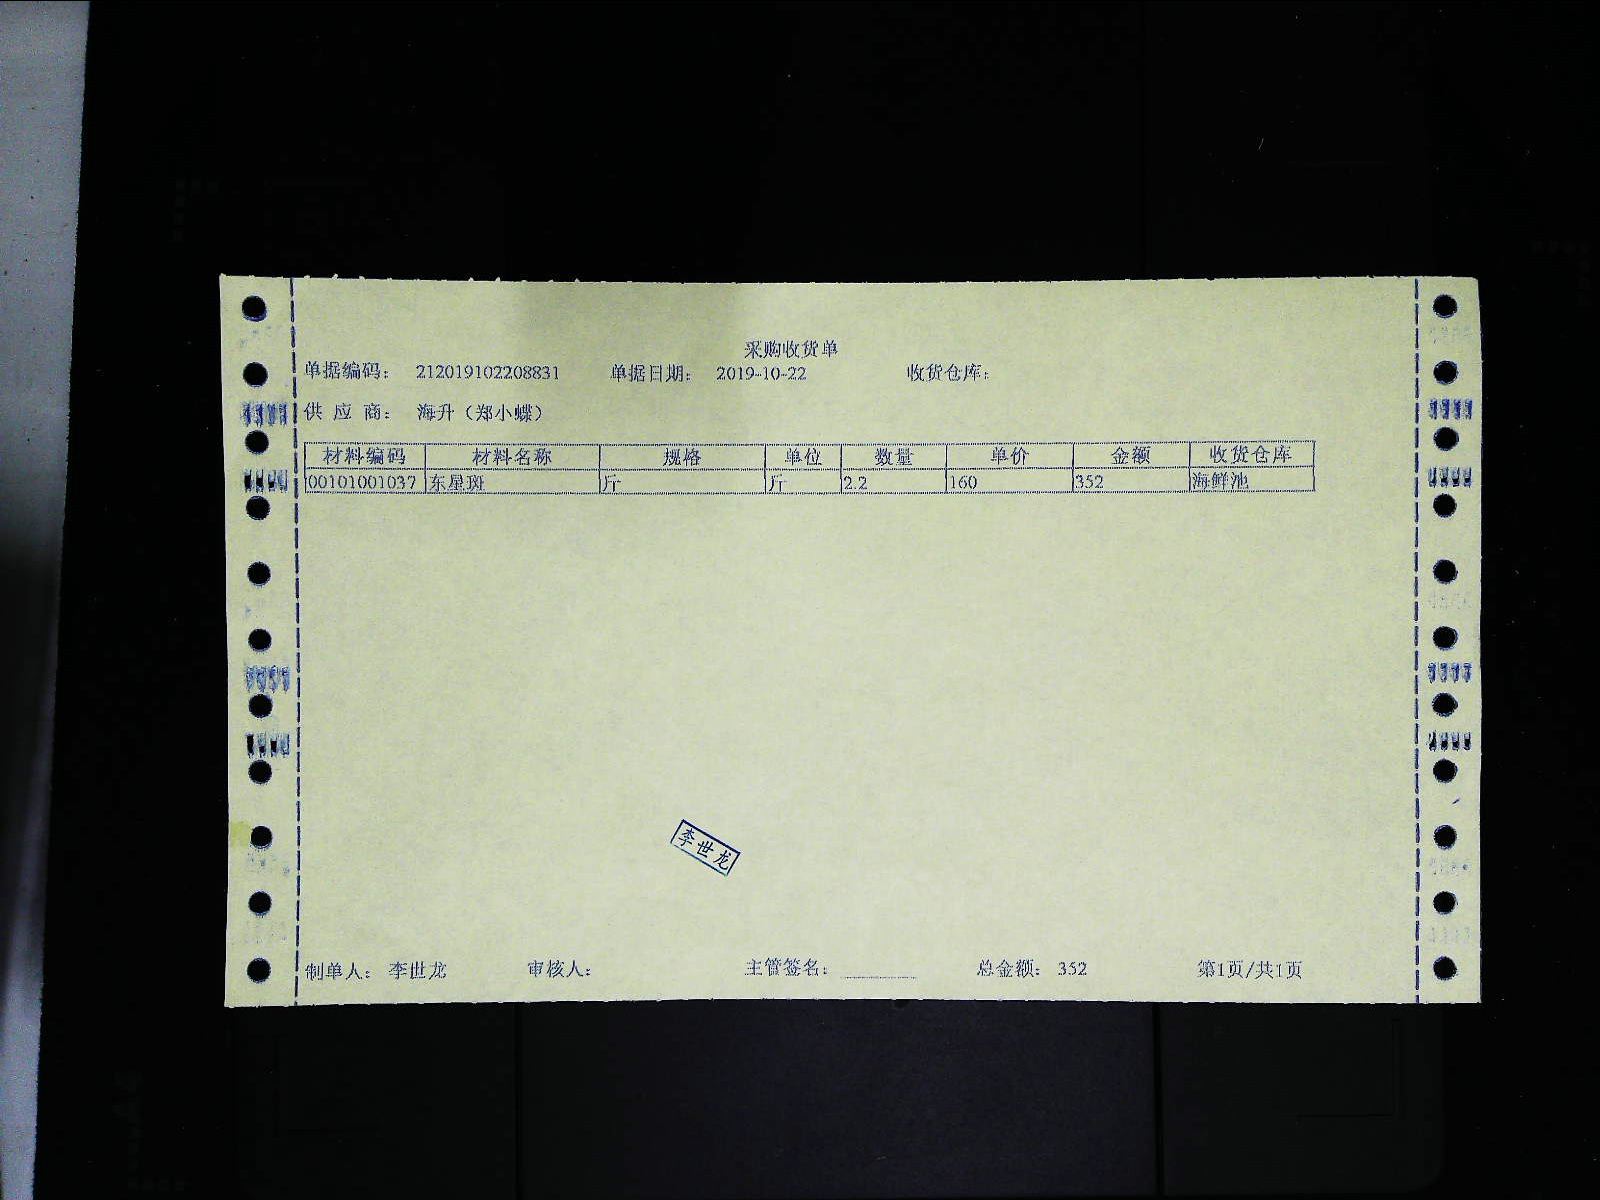 采购收货单
单据编码： 212019102208831 单据日期： 2019-10-22 收货仓库：
供 应 商： 海升（郑小蝶）
材料编码 材料名称 规格 单位 数量 单价 金额 收货仓库
00101001037 东星斑 斤 斤 2.2 160 352 海鲜池
李世龙
制单人： 李世龙 审核人： 主管签名： ________ 总金额： 352 第1页/共1页